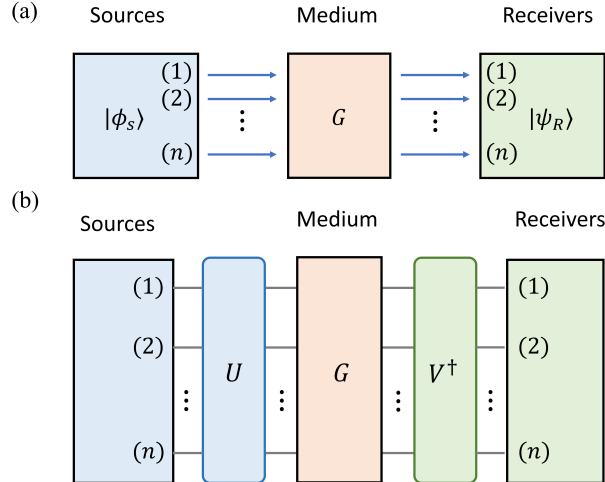 (a)
Sources Medium Receivers
(1) (1)
(2) (2)
|ϕ_s⟩ ⋮ G ⋮ |ψ_R⟩
(n) (n)
(b)
Sources Medium Receivers
(1) (1)
(2) (2)
U G V†
⋮ ⋮ ⋮ ⋮ ⋮
(n) (n)